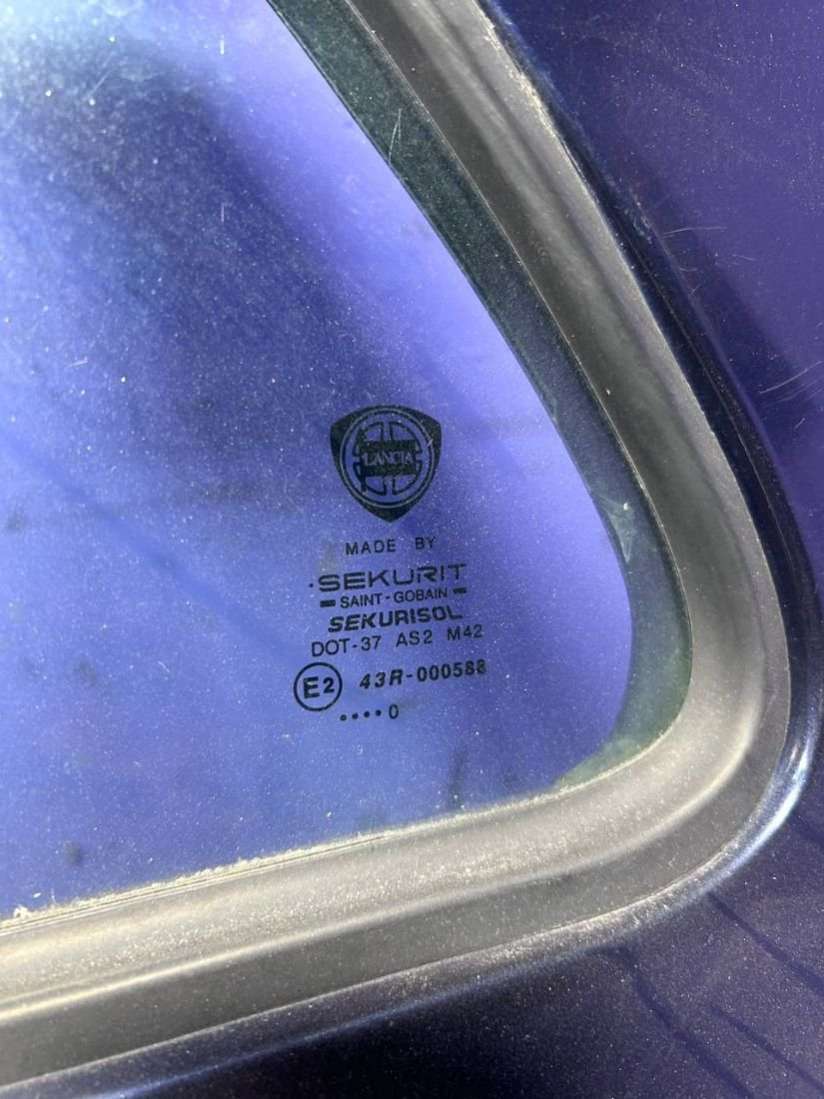 LANCIA
MADE BY
SEKURIT
SAINT-GOBAIN
SEKURISOL
DOT-37 AS2 M42
E2 43R-000588
••••0